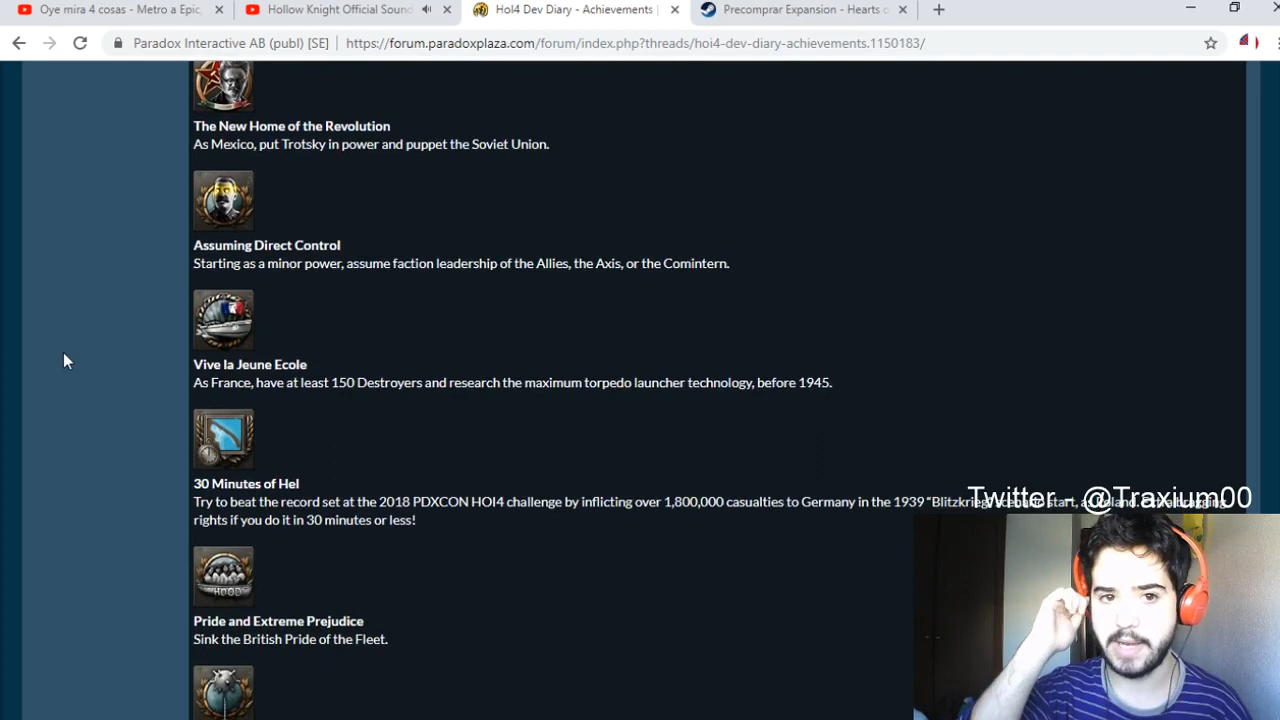 Oye mira 4 cosas - Metro a Epic,
Hollow Knight Official Sound
HoI4 Dev Diary - Achievements |
Precomprar Expansion - Hearts o
Paradox Interactive AB (publ) [SE]
https://forum.paradoxplaza.com/forum/index.php?threads/hoi4-dev-diary-achievements.1150183/
The New Home of the Revolution
As Mexico, put Trotsky in power and puppet the Soviet Union.
Assuming Direct Control
Starting as a minor power, assume faction leadership of the Allies, the Axis, or the Comintern.
Vive la Jeune Ecole
As France, have at least 150 Destroyers and research the maximum torpedo launcher technology, before 1945.
30 Minutes of Hel
Try to beat the record set at the 2018 PDXCON HOI4 challenge by inflicting over 1,800,000 casualties to Germany in the 1939 "Blitzkrieg" start, as
Twitter - @Traxium00
rights if you do it in 30 minutes or less!
HOOD
Pride and Extreme Prejudice
Sink the British Pride of the Fleet.